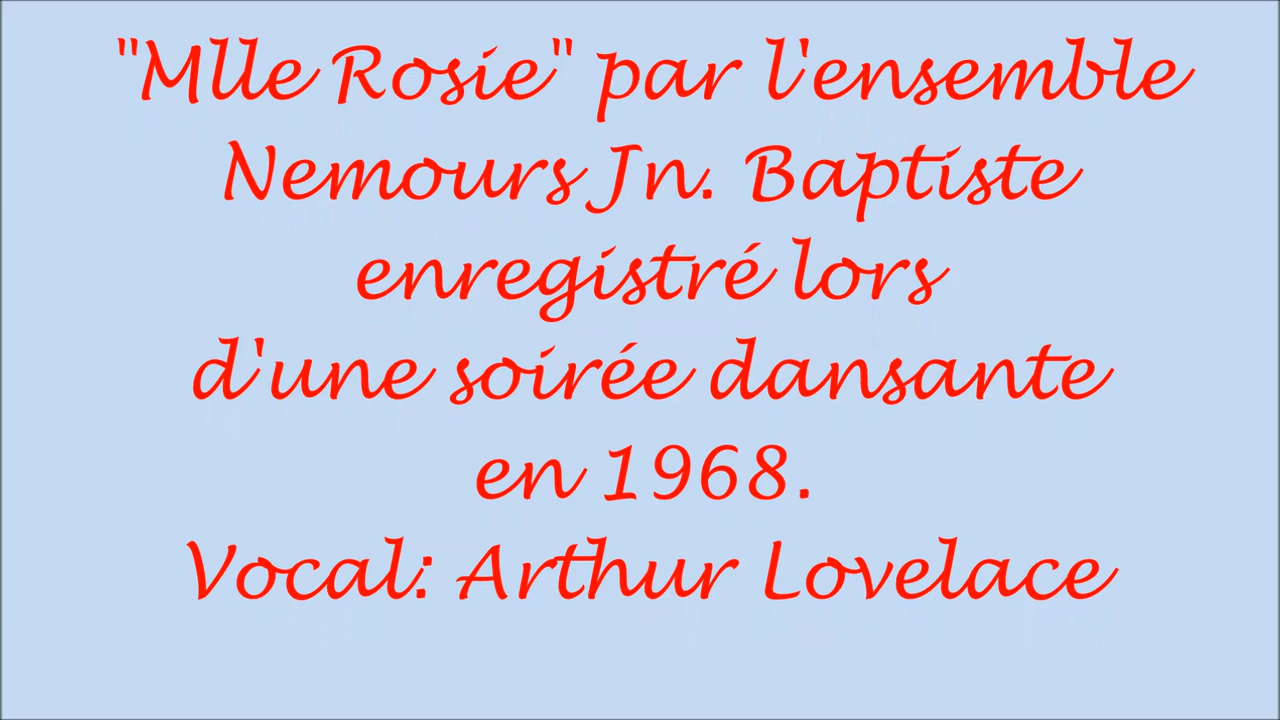 "Mlle Rosie" par l'ensemble
Nemours Jn. Baptiste
enregistré lors
d'une soirée dansante
en 1968.
Vocal: Arthur Lovelace